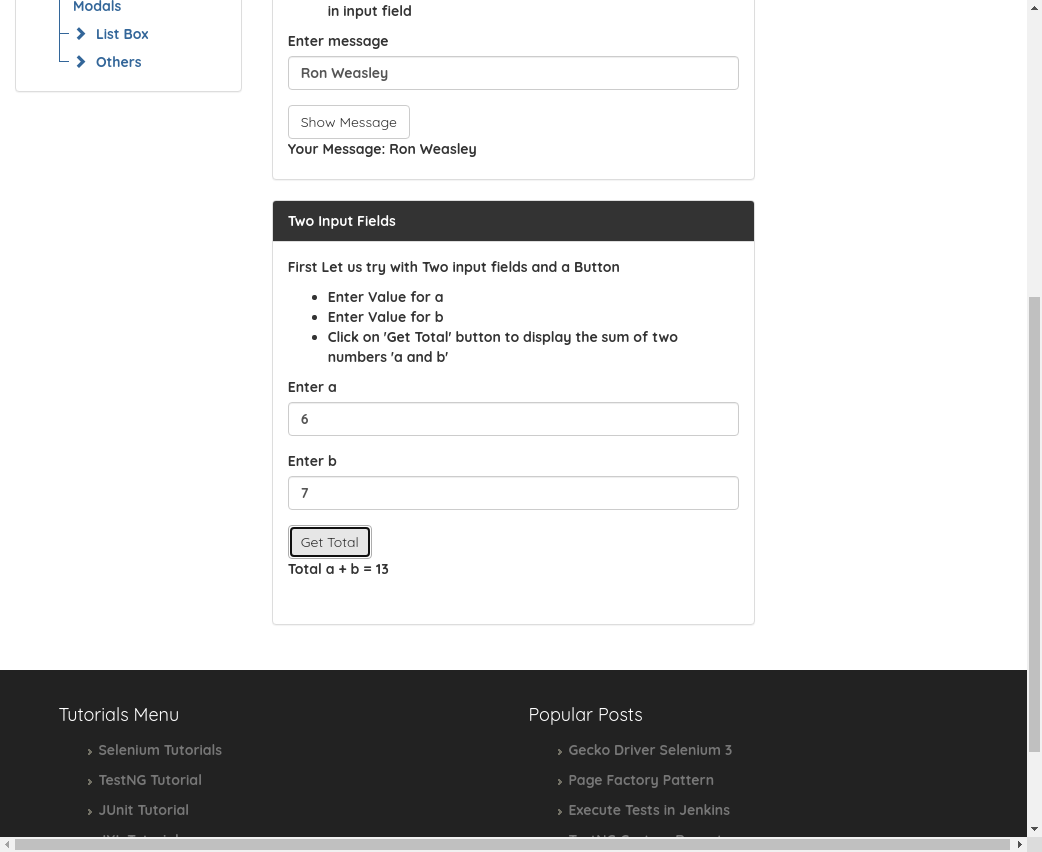 Modals
List Box
Others
in input field
Enter message
Ron Weasley
Show Message
Your Message: Ron Weasley
Two Input Fields
First Let us try with Two input fields and a Button
Enter Value for a
Enter Value for b
Click on 'Get Total' button to display the sum of two
numbers 'a and b'
Enter a
6
Enter b
7
Get Total
Total a + b = 13
Tutorials Menu
Selenium Tutorials
TestNG Tutorial
JUnit Tutorial
Popular Posts
Gecko Driver Selenium 3
Page Factory Pattern
Execute Tests in Jenkins